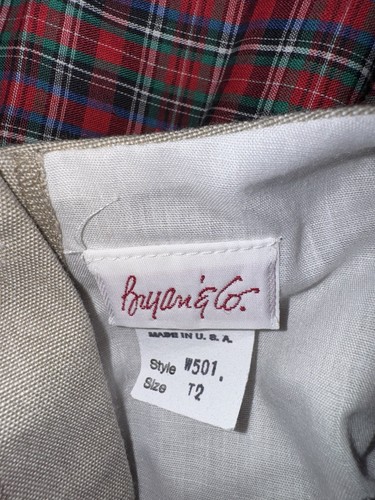 Bryan & Co.
MADE IN U. S. A.
Style W501.
Size T2